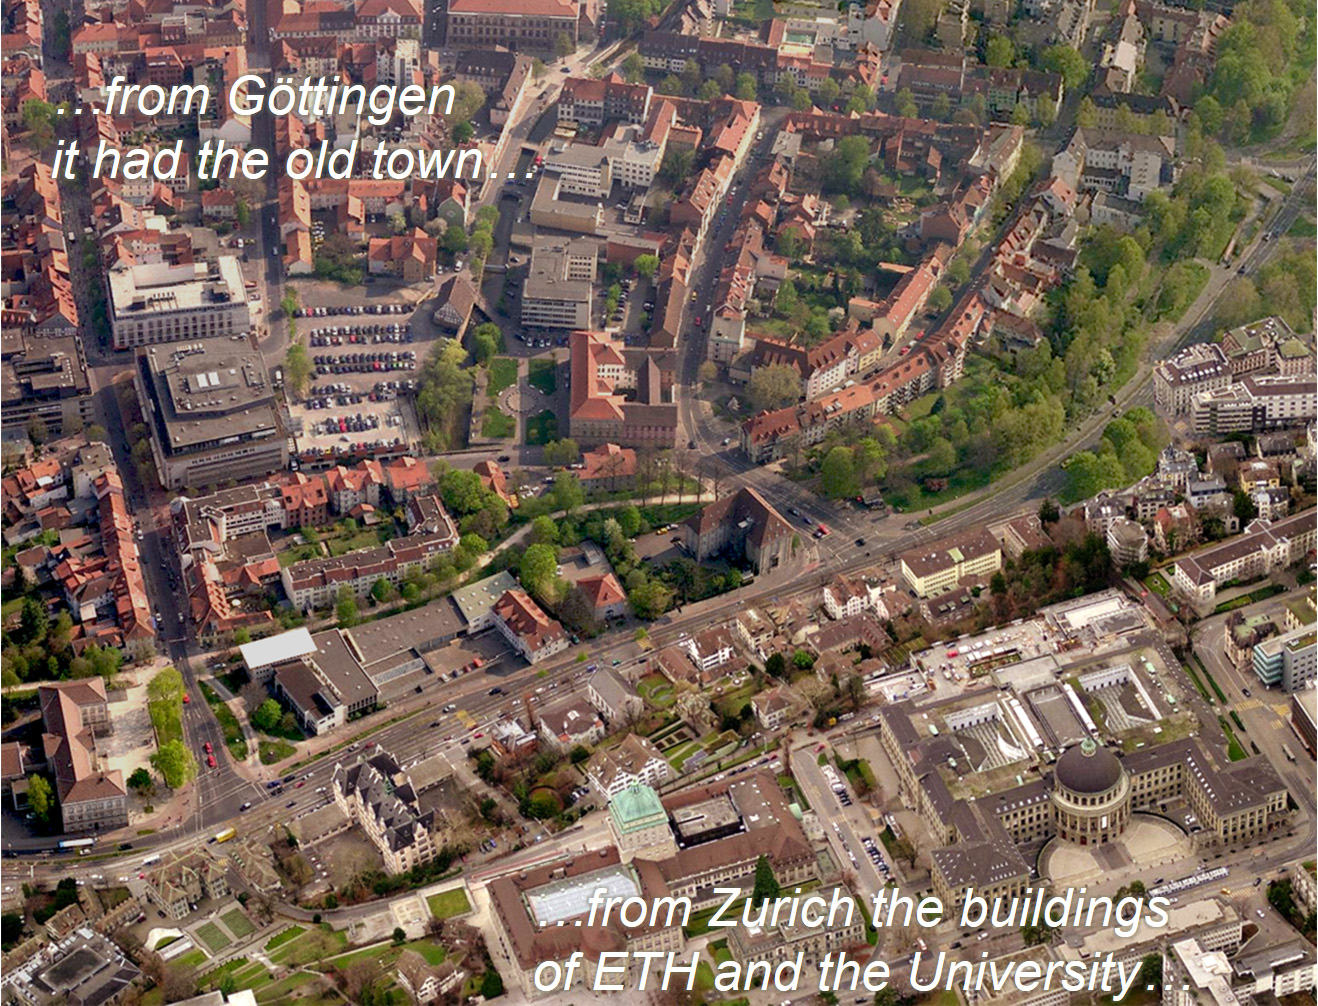 …from Göttingen
it had the old town…
…from Zurich the buildings
of ETH and the University…